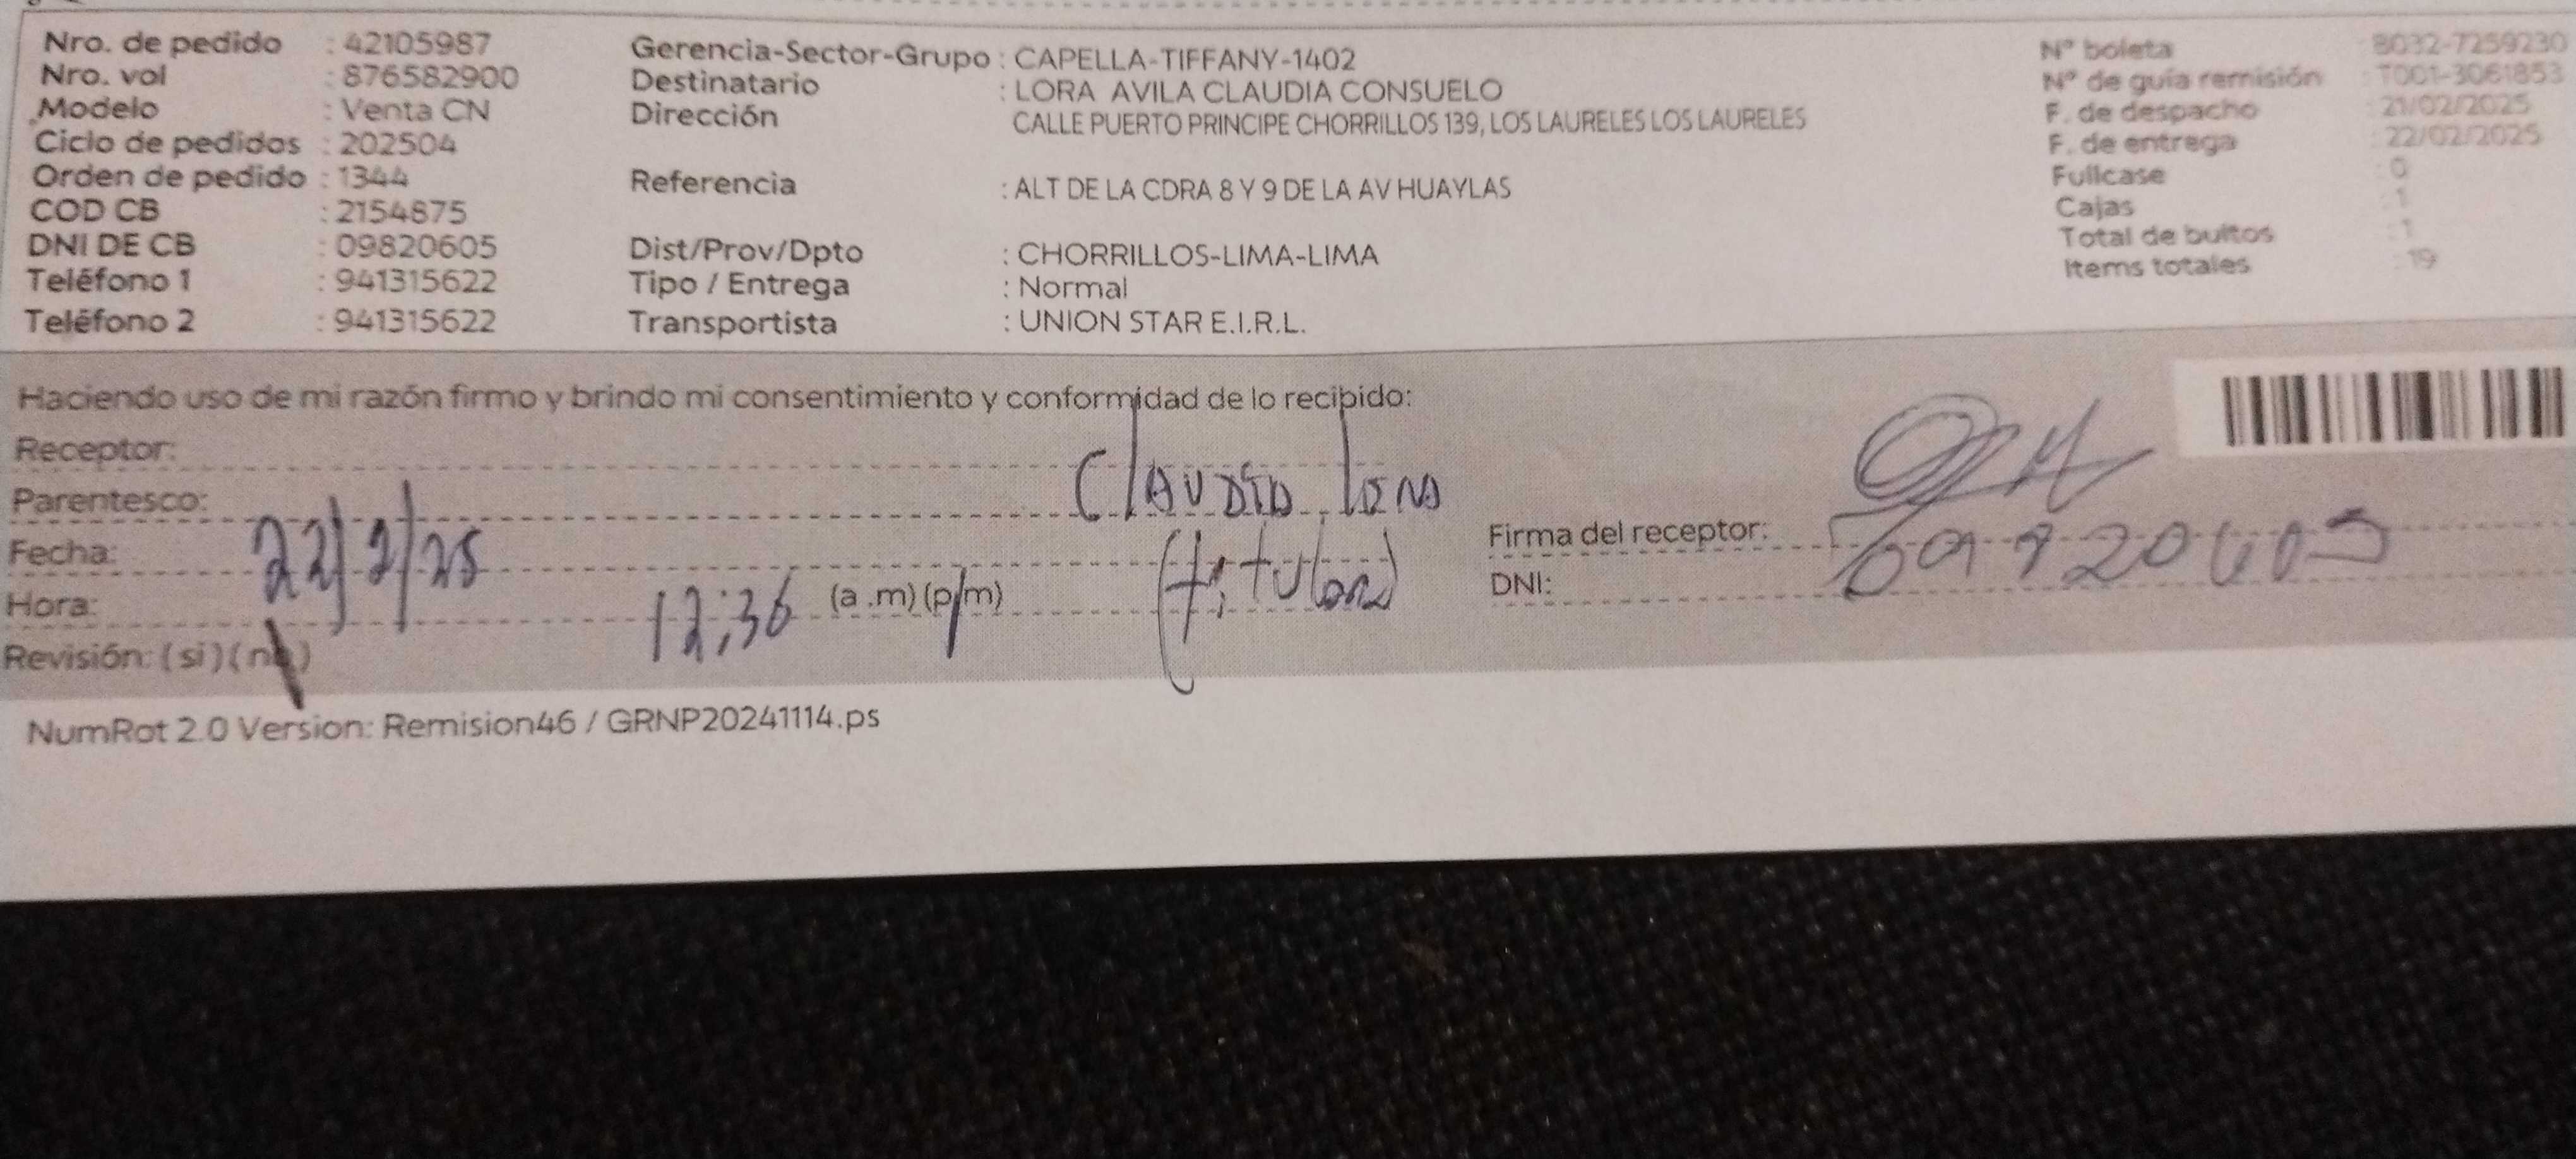 Nro. de pedido : 42105987
Nro. vol : 876582900
Modelo : Venta CN
Ciclo de pedidos : 202504
Orden de pedido : 1344
COD CB : 2154875
DNI DE CB : 09820605
Teléfono 1 : 941315622
Teléfono 2 : 941315622
Gerencia-Sector-Grupo : CAPELLA-TIFFANY-1402
Destinatario : LORA AVILA CLAUDIA CONSUELO
Dirección CALLE PUERTO PRINCIPE CHORRILLOS 139, LOS LAURELES LOS LAURELES
Referencia : ALT DE LA CDRA 8 Y 9 DE LA AV HUAYLAS
Dist/Prov/Dpto : CHORRILLOS-LIMA-LIMA
Tipo / Entrega : Normal
Transportista : UNION STAR E.I.R.L.
N° boleta : B032-7259230
N° de guía remisión : T001-3061853
F. de despacho : 21/02/2025
F. de entrega : 22/02/2025
Fullcase : 0
Cajas : 1
Total de bultos : 1
Items totales : 19
Haciendo uso de mi razón firmo y brindo mi consentimiento y conformidad de lo recibido:
Receptor: Claudia Lora
Parentesco: (titular)
Fecha: 22/2/25
Hora: 12:36 (a .m) (p/m)
Revisión: ( si ) ( no )
Firma del receptor:
DNI: 09820605
NumRot 2.0 Version: Remision46 / GRNP20241114.ps